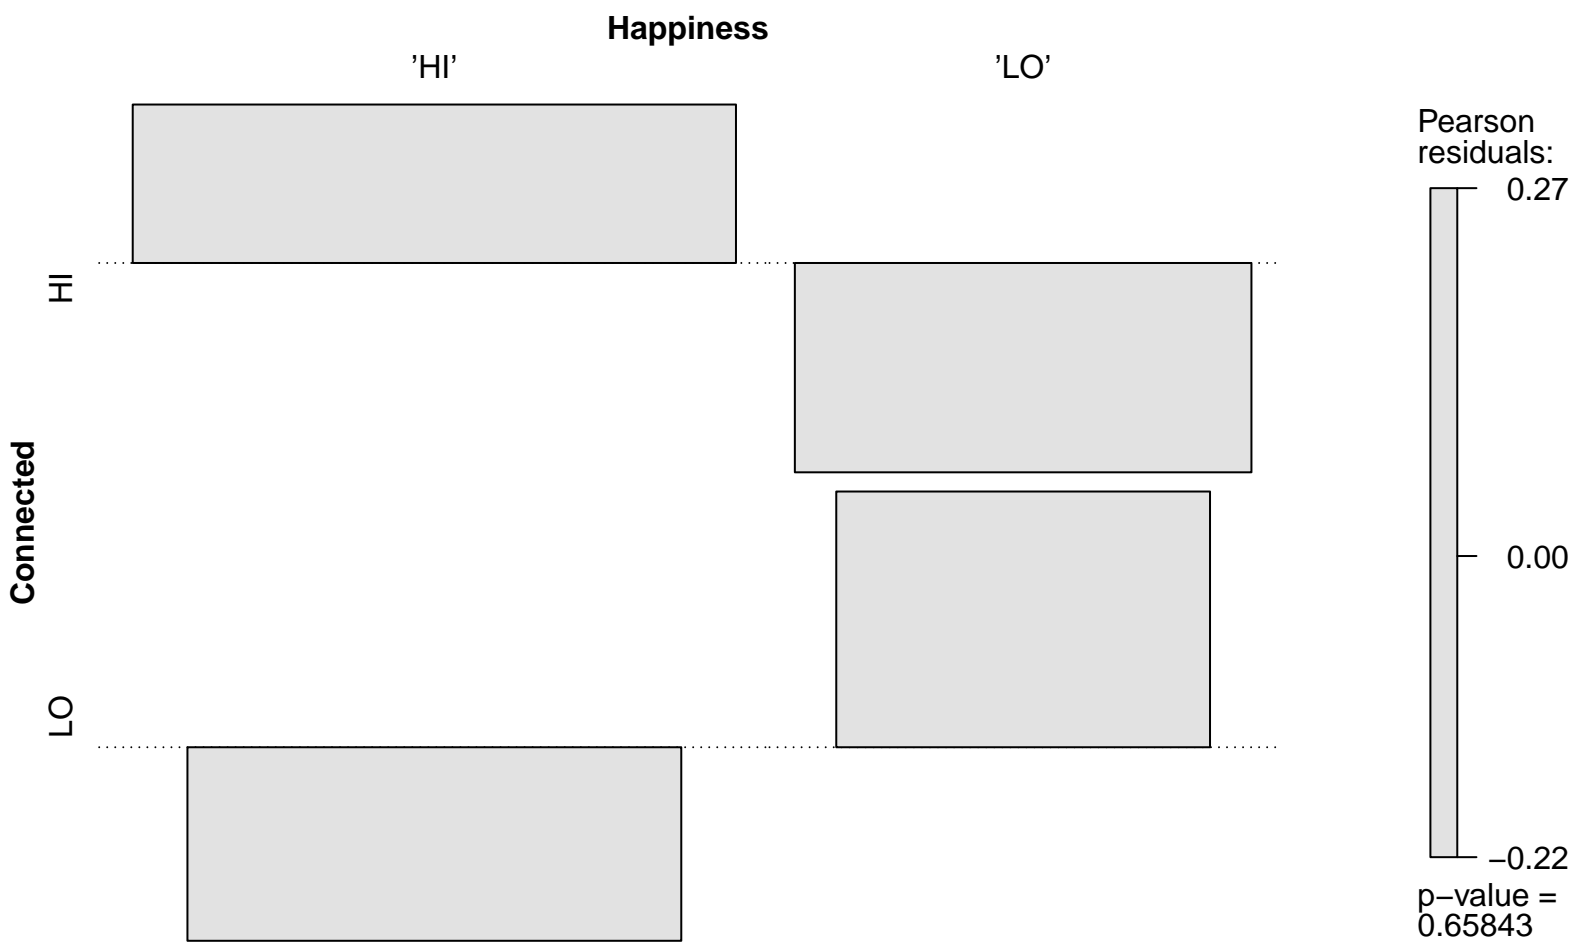 Happiness
’HI’ ’LO’
Connected
HI
LO
Pearson
residuals:
0.27
0.00
−0.22
p−value =
0.65843